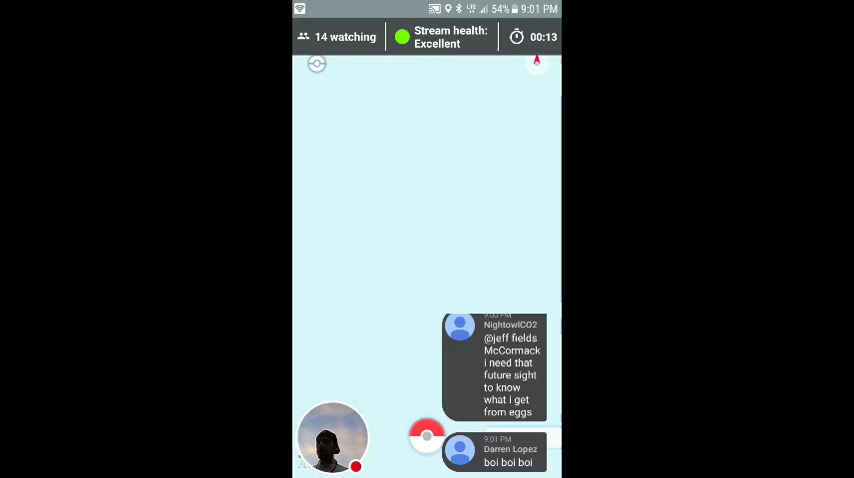 54% 9:01 PM
14 watching
Stream health:
Excellent
00:13
9:00 PM
NightowlCO2
@jeff fields
McCormack
i need that
future sight
to know
what i get
from eggs
9:01 PM
Darren Lopez
boi boi boi